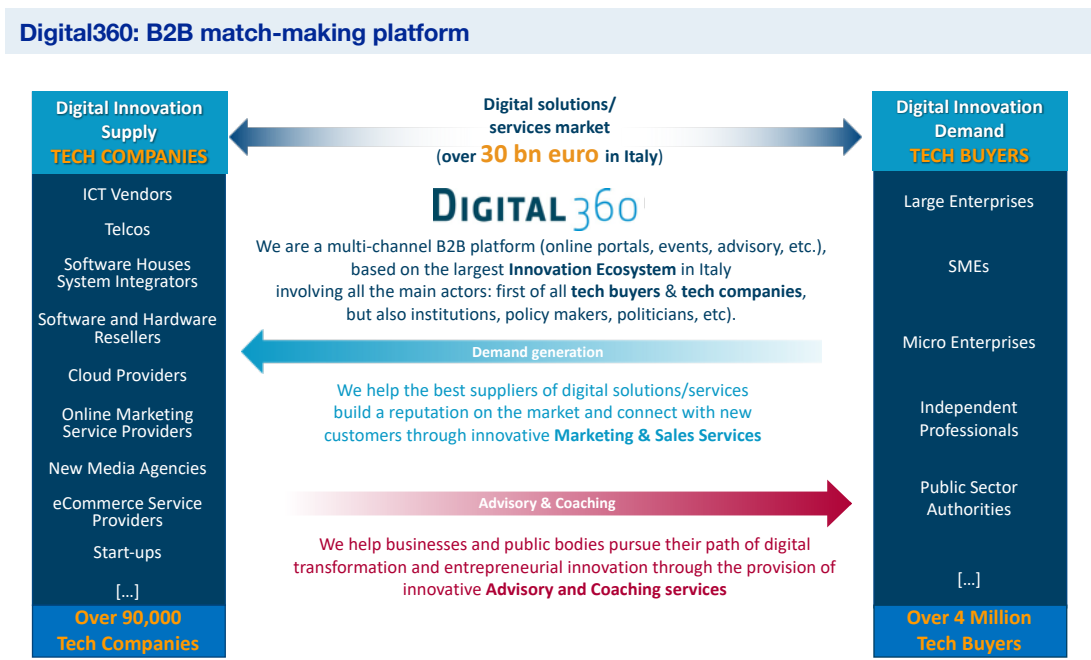 Digital360: B2B match-making platform
Digital Innovation
Supply
TECH COMPANIES
ICT Vendors
Telcos
Software Houses
System Integrators
Software and Hardware
Resellers
Cloud Providers
Online Marketing
Service Providers
New Media Agencies
eCommerce Service
Providers
Start-ups
[...]
Over 90,000
Tech Companies
Digital solutions/
services market
(over 30 bn euro in Italy)
DIGITAL 360
We are a multi-channel B2B platform (online portals, events, advisory, etc.),
based on the largest Innovation Ecosystem in Italy
involving all the main actors: first of all tech buyers & tech companies,
but also institutions, policy makers, politicians, etc).
Demand generation
We help the best suppliers of digital solutions/services
build a reputation on the market and connect with new
customers through innovative Marketing & Sales Services
Advisory & Coaching
We help businesses and public bodies pursue their path of digital
transformation and entrepreneurial innovation through the provision of
innovative Advisory and Coaching services
Digital Innovation
Demand
TECH BUYERS
Large Enterprises
SMEs
Micro Enterprises
Independent
Professionals
Public Sector
Authorities
[...]
Over 4 Million
Tech Buyers